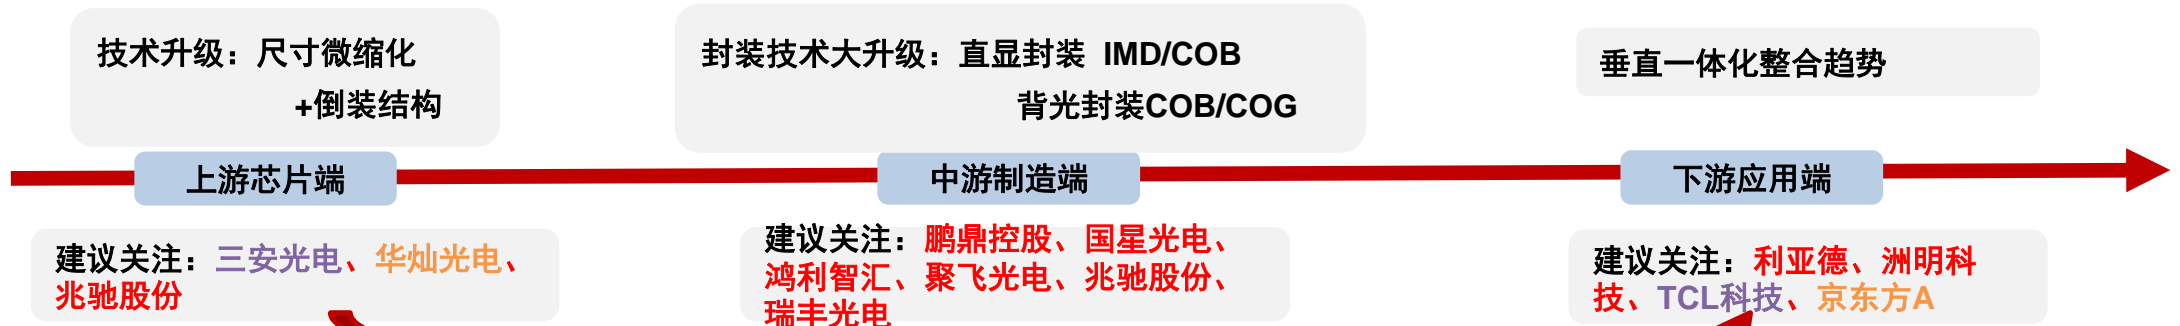 技术升级：尺寸微缩化
+倒装结构
封装技术大升级：直显封装 IMD/COB
背光封装COB/COG
垂直一体化整合趋势
上游芯片端
中游制造端
下游应用端
建议关注：三安光电、华灿光电、
兆驰股份
建议关注：鹏鼎控股、国星光电、
鸿利智汇、聚飞光电、兆驰股份、
瑞丰光电
建议关注：利亚德、洲明科
技、TCL科技、京东方A